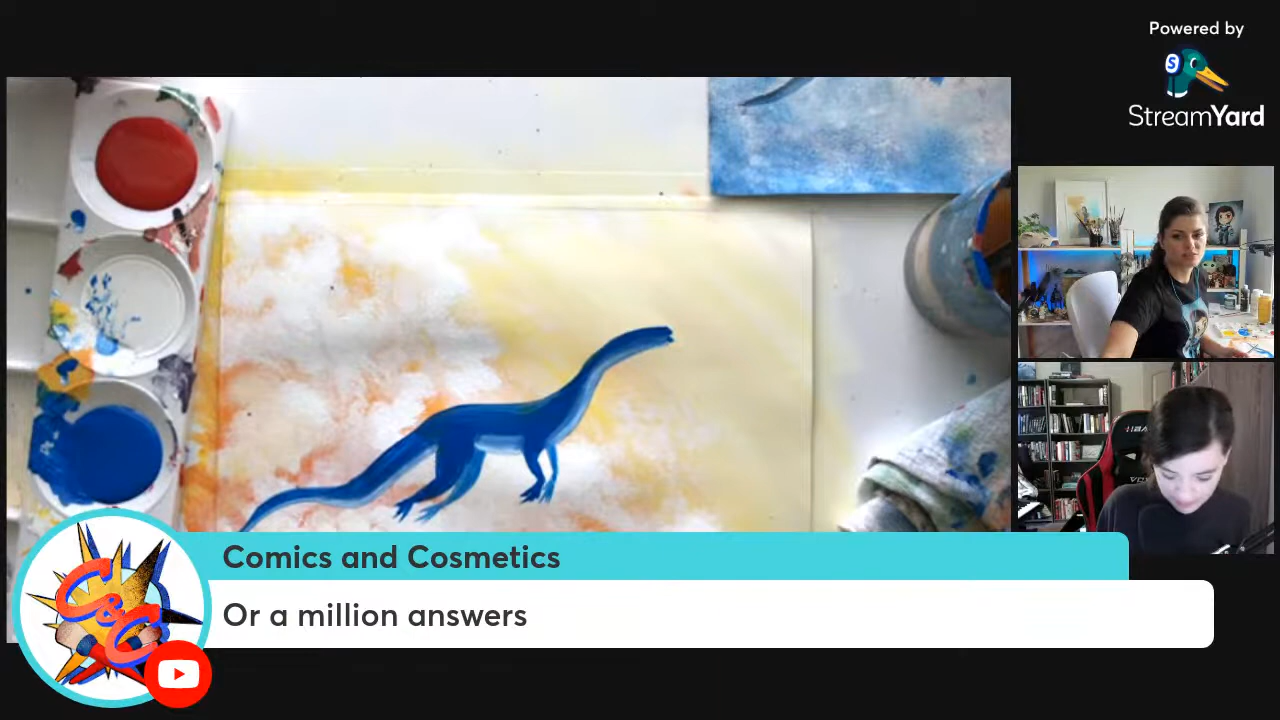 Powered by
S
StreamYard
Comics and Cosmetics
Or a million answers
C&C